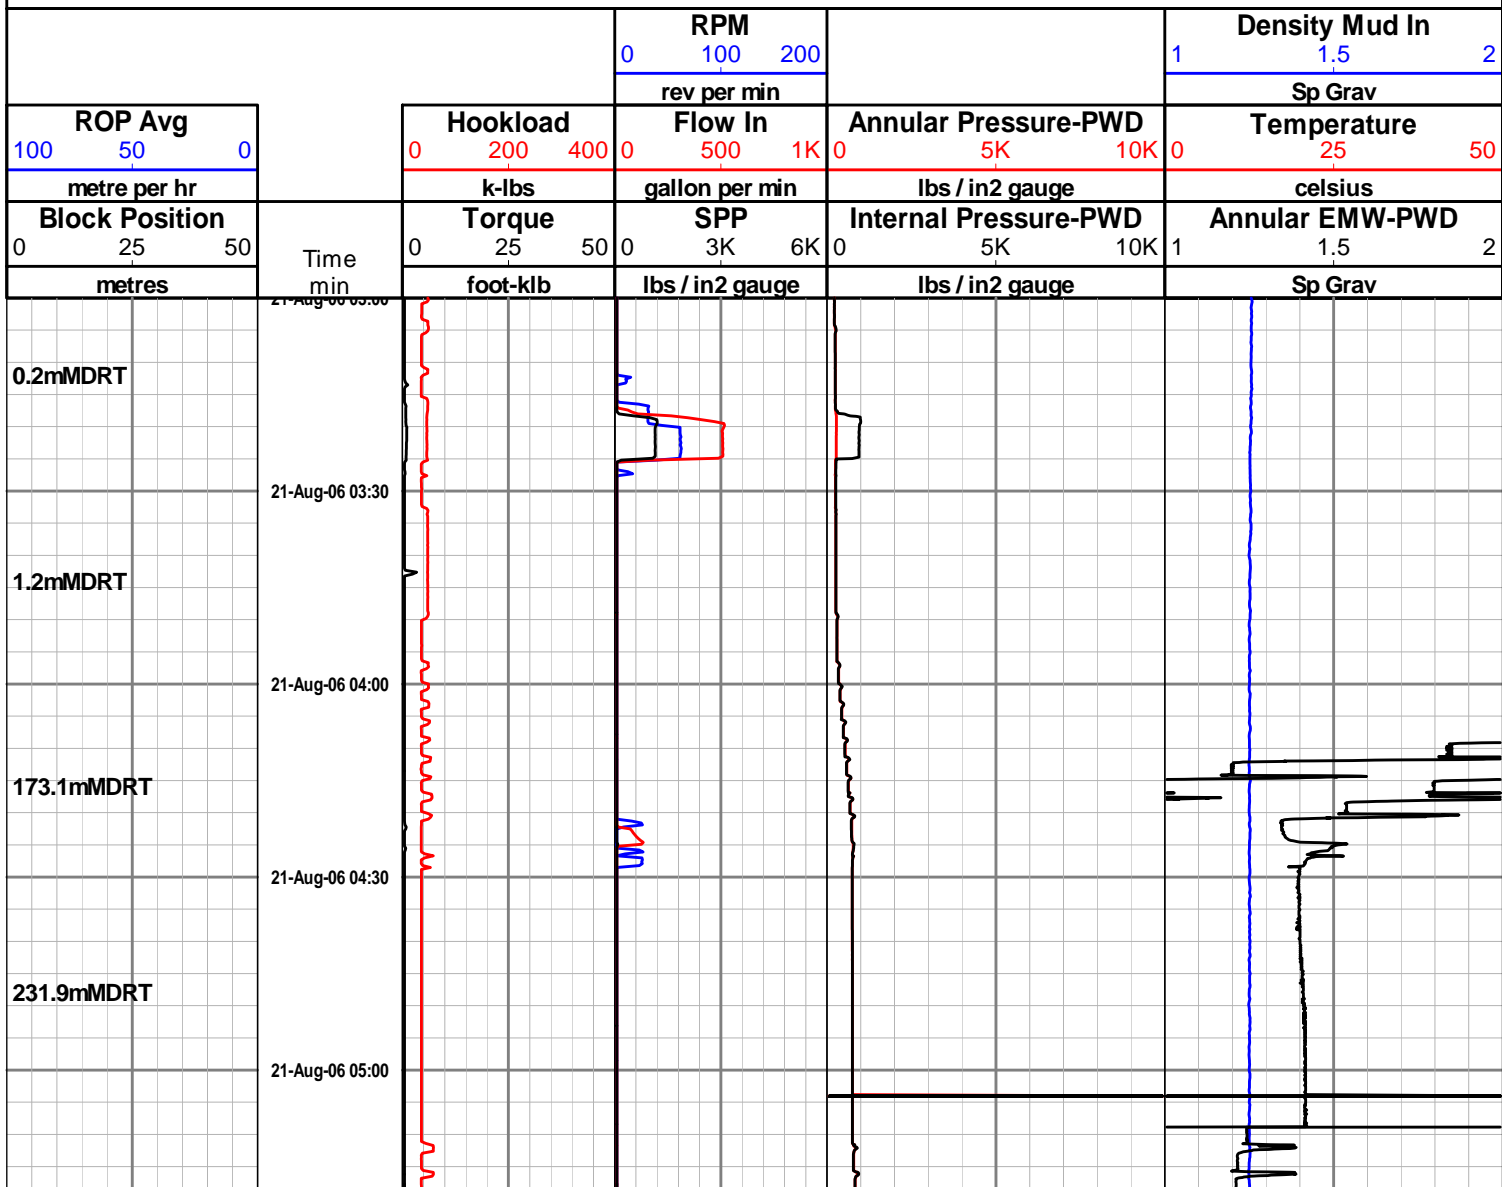 RPM
0 100 200
rev per min
Density Mud In
1 1.5 2
Sp Grav
ROP Avg
100 50 0
metre per hr
Hookload
0 200 400
k-lbs
Flow In
0 500 1K
gallon per min
Annular Pressure-PWD
0 5K 10K
lbs / in2 gauge
Temperature
0 25 50
celsius
Block Position
0 25 50
metres
Time
min
Torque
0 25 50
foot-klb
SPP
0 3K 6K
lbs / in2 gauge
Internal Pressure-PWD
0 5K 10K
lbs / in2 gauge
Annular EMW-PWD
1 1.5 2
Sp Grav
21-Aug-06 03:00
0.2mMDRT
21-Aug-06 03:30
1.2mMDRT
21-Aug-06 04:00
173.1mMDRT
21-Aug-06 04:30
231.9mMDRT
21-Aug-06 05:00